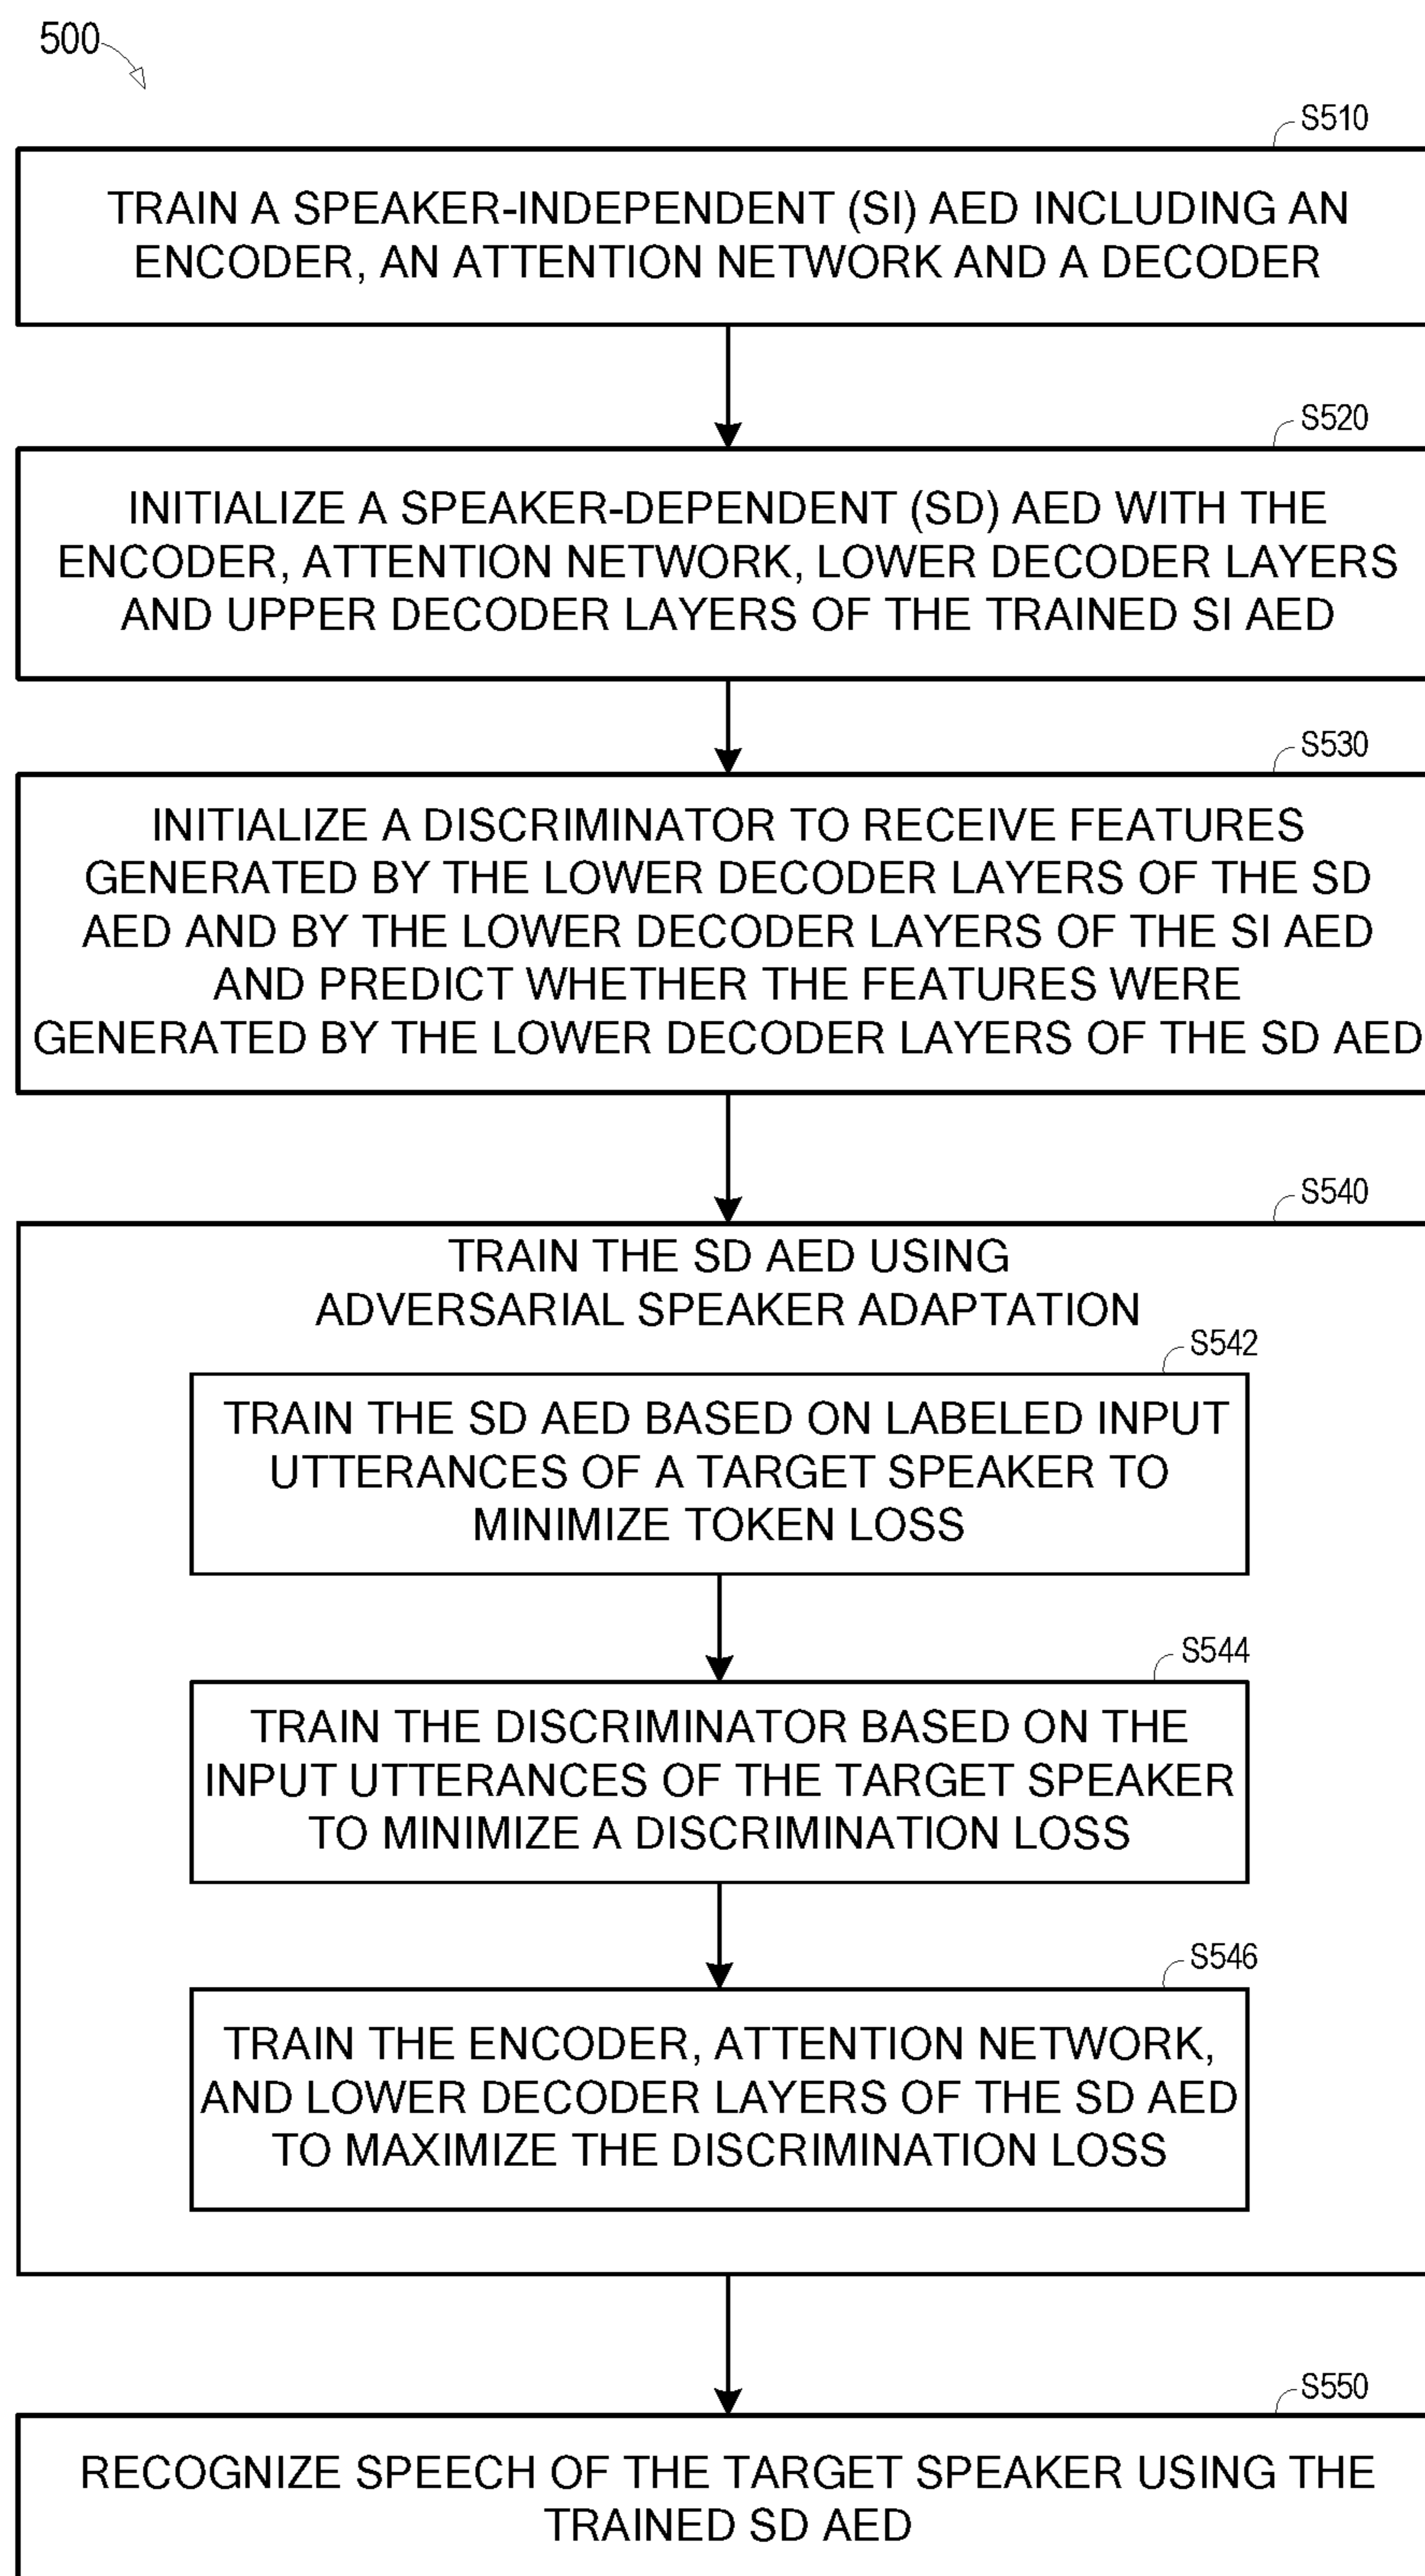 500
S510
TRAIN A SPEAKER-INDEPENDENT (SI) AED INCLUDING AN
ENCODER, AN ATTENTION NETWORK AND A DECODER
S520
INITIALIZE A SPEAKER-DEPENDENT (SD) AED WITH THE
ENCODER, ATTENTION NETWORK, LOWER DECODER LAYERS
AND UPPER DECODER LAYERS OF THE TRAINED SI AED
S530
INITIALIZE A DISCRIMINATOR TO RECEIVE FEATURES
GENERATED BY THE LOWER DECODER LAYERS OF THE SD
AED AND BY THE LOWER DECODER LAYERS OF THE SI AED
AND PREDICT WHETHER THE FEATURES WERE
GENERATED BY THE LOWER DECODER LAYERS OF THE SD AED
S540
TRAIN THE SD AED USING
ADVERSARIAL SPEAKER ADAPTATION
S542
TRAIN THE SD AED BASED ON LABELED INPUT
UTTERANCES OF A TARGET SPEAKER TO
MINIMIZE TOKEN LOSS
S544
TRAIN THE DISCRIMINATOR BASED ON THE
INPUT UTTERANCES OF THE TARGET SPEAKER
TO MINIMIZE A DISCRIMINATION LOSS
S546
TRAIN THE ENCODER, ATTENTION NETWORK,
AND LOWER DECODER LAYERS OF THE SD AED
TO MAXIMIZE THE DISCRIMINATION LOSS
S550
RECOGNIZE SPEECH OF THE TARGET SPEAKER USING THE
TRAINED SD AED